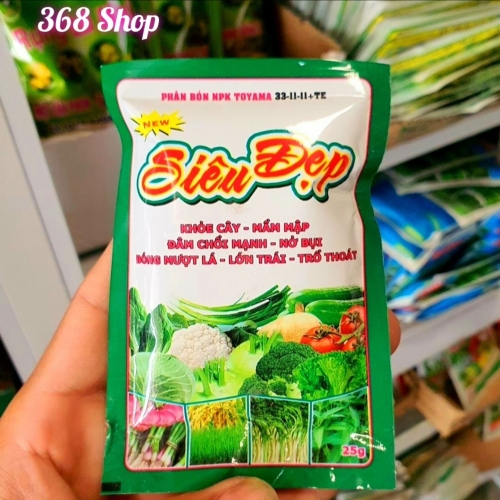 368 Shop
PHÂN BÓN NPK TOYAMA 33-11-11+TE
NEW
Siêu Đẹp
KHỎE CÂY - MẦM MẬP
ĐÂM CHỒI MẠNH - NỞ BỤI
BÓNG MƯỢT LÁ - LỚN TRÁI - TRỔ THOÁT
25g